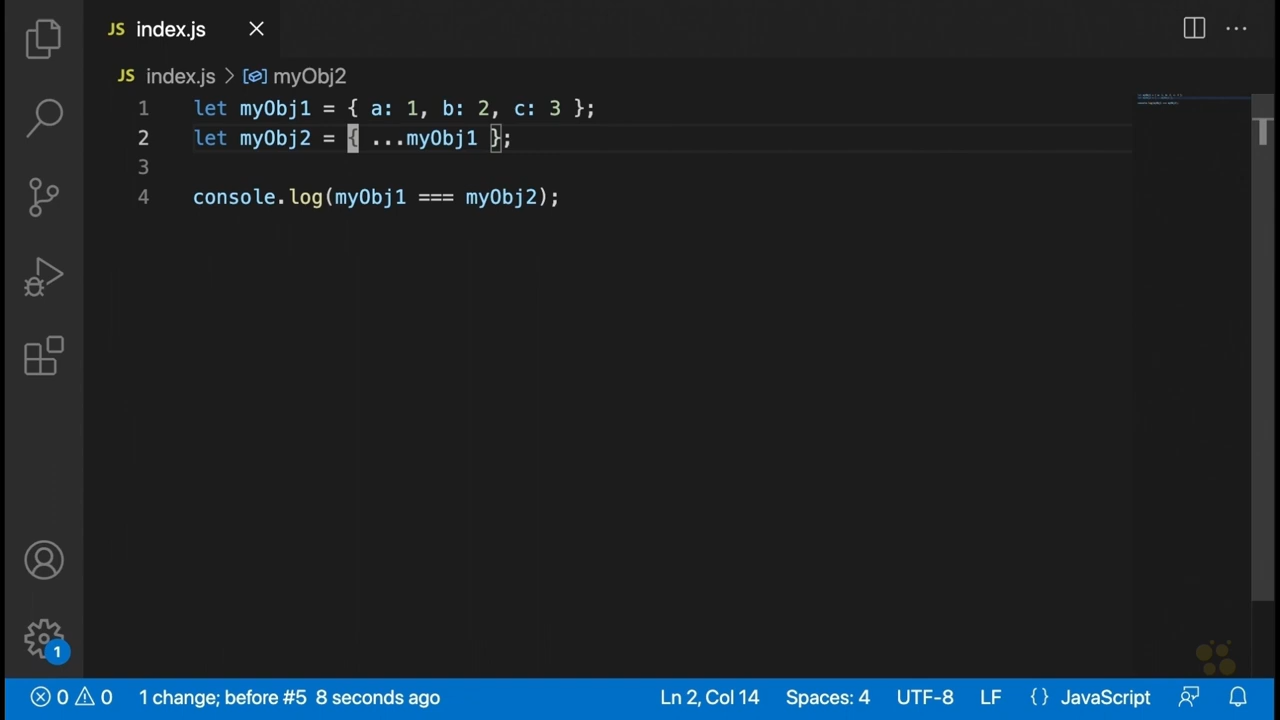 JS index.js
JS index.js > myObj2
1 let myObj1 = { a: 1, b: 2, c: 3 };
2 let myObj2 = { ...myObj1 };
3
4 console.log(myObj1 === myObj2);
1
0 0 1 change; before #5 8 seconds ago Ln 2, Col 14 Spaces: 4 UTF-8 LF {} JavaScript